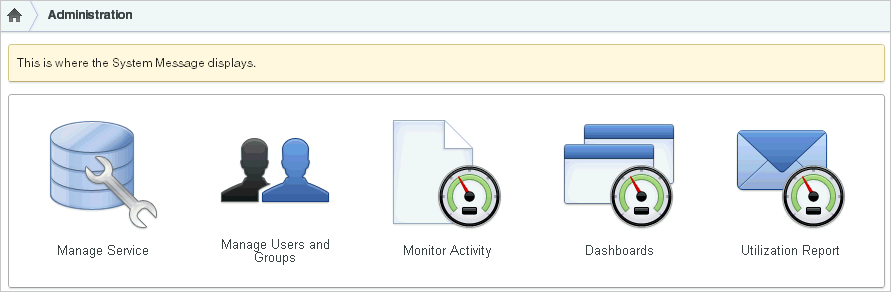 Administration
This is where the System Message displays.
Manage Service
Manage Users and
Groups
Monitor Activity
Dashboards
Utilization Report